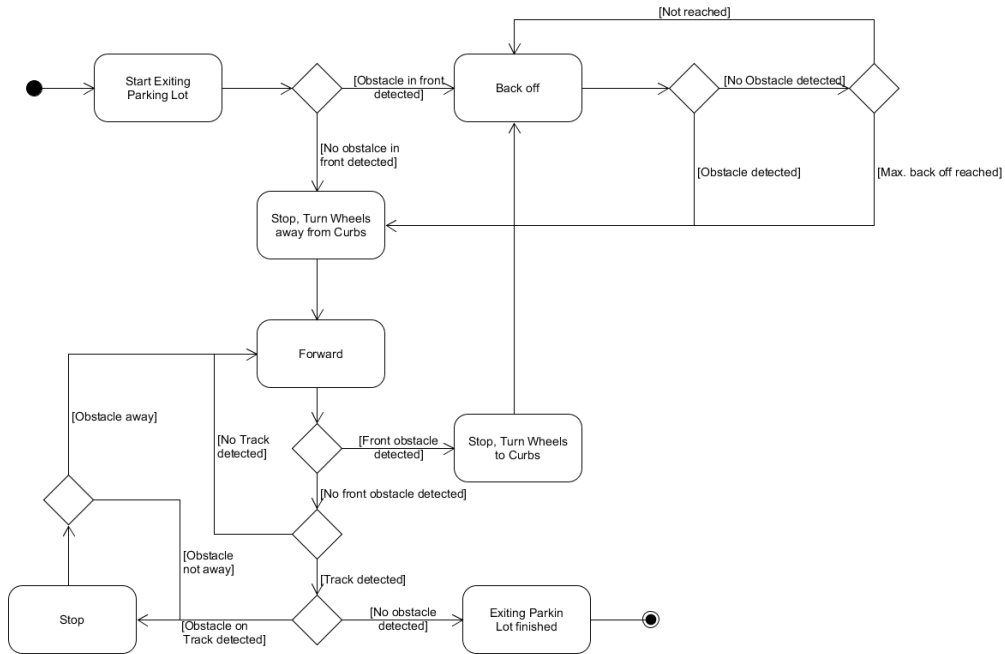 [Not reached]
Start Exiting
Parking Lot
[Obstacle in front
detected]
Back off
[No Obstacle detected]
[No obstalce in
front detected]
[Obstacle detected]
[Max. back off reached]
Stop, Turn Wheels
away from Curbs
Forward
[Obstacle away]
[No Track
detected]
[Front obstacle
detected]
Stop, Turn Wheels
to Curbs
[No front obstacle detected]
[Obstacle
not away]
[Track detected]
Stop
[Obstacle on
Track detected]
[No obstacle
detected]
Exiting Parkin
Lot finished